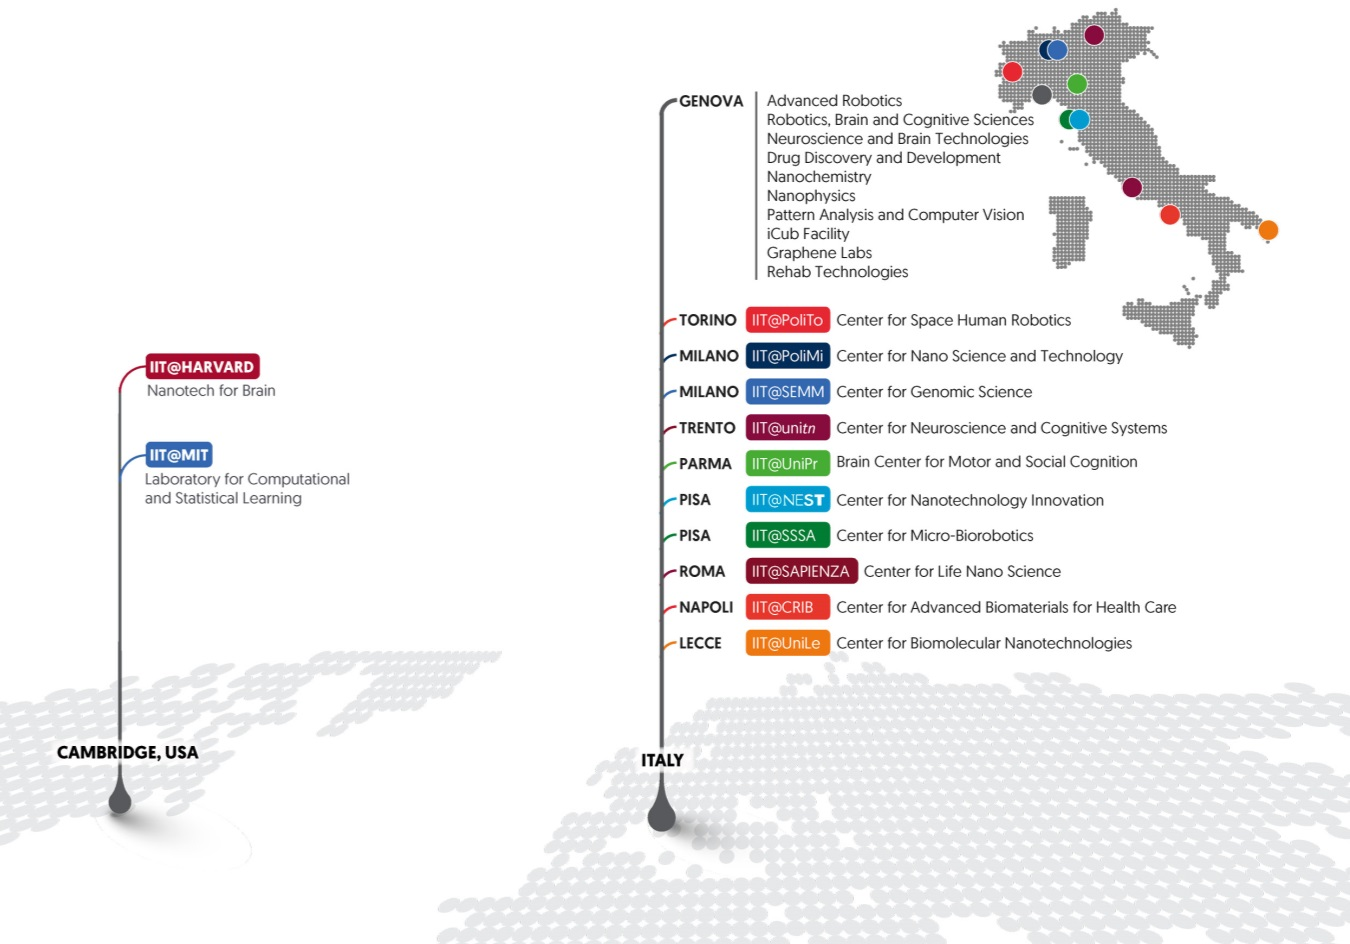 GENOVA
Advanced Robotics
Robotics, Brain and Cognitive Sciences
Neuroscience and Brain Technologies
Drug Discovery and Development
Nanochemistry
Nanophysics
Pattern Analysis and Computer Vision
iCub Facility
Graphene Labs
Rehab Technologies
TORINO IIT@PoliTo Center for Space Human Robotics
MILANO IIT@PoliMi Center for Nano Science and Technology
MILANO IIT@SEMM Center for Genomic Science
TRENTO IIT@unitn Center for Neuroscience and Cognitive Systems
PARMA IIT@UniPr Brain Center for Motor and Social Cognition
PISA IIT@NEST Center for Nanotechnology Innovation
PISA IIT@SSSA Center for Micro-Biorobotics
ROMA IIT@SAPIENZA Center for Life Nano Science
NAPOLI IIT@CRIB Center for Advanced Biomaterials for Health Care
LECCE IIT@UniLe Center for Biomolecular Nanotechnologies
ITALY
IIT@HARVARD
Nanotech for Brain
IIT@MIT
Laboratory for Computational
and Statistical Learning
CAMBRIDGE, USA